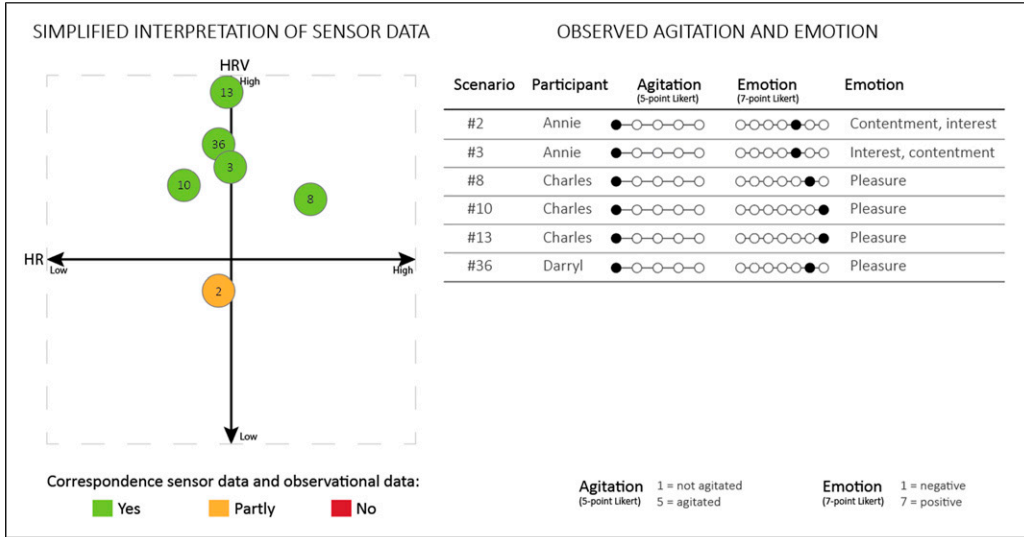 SIMPLIFIED INTERPRETATION OF SENSOR DATA
HRV
High
13
36
3
10
8
HR
Low
High
2
Low
Correspondence sensor data and observational data:
Yes
Partly
No
OBSERVED AGITATION AND EMOTION
Scenario Participant Agitation Emotion Emotion
(5-point Likert) (7-point Likert)
#2 Annie Contentment, interest
#3 Annie Interest, contentment
#8 Charles Pleasure
#10 Charles Pleasure
#13 Charles Pleasure
#36 Darryl Pleasure
Agitation 1 = not agitated
(5-point Likert) 5 = agitated
Emotion 1 = negative
(7-point Likert) 7 = positive